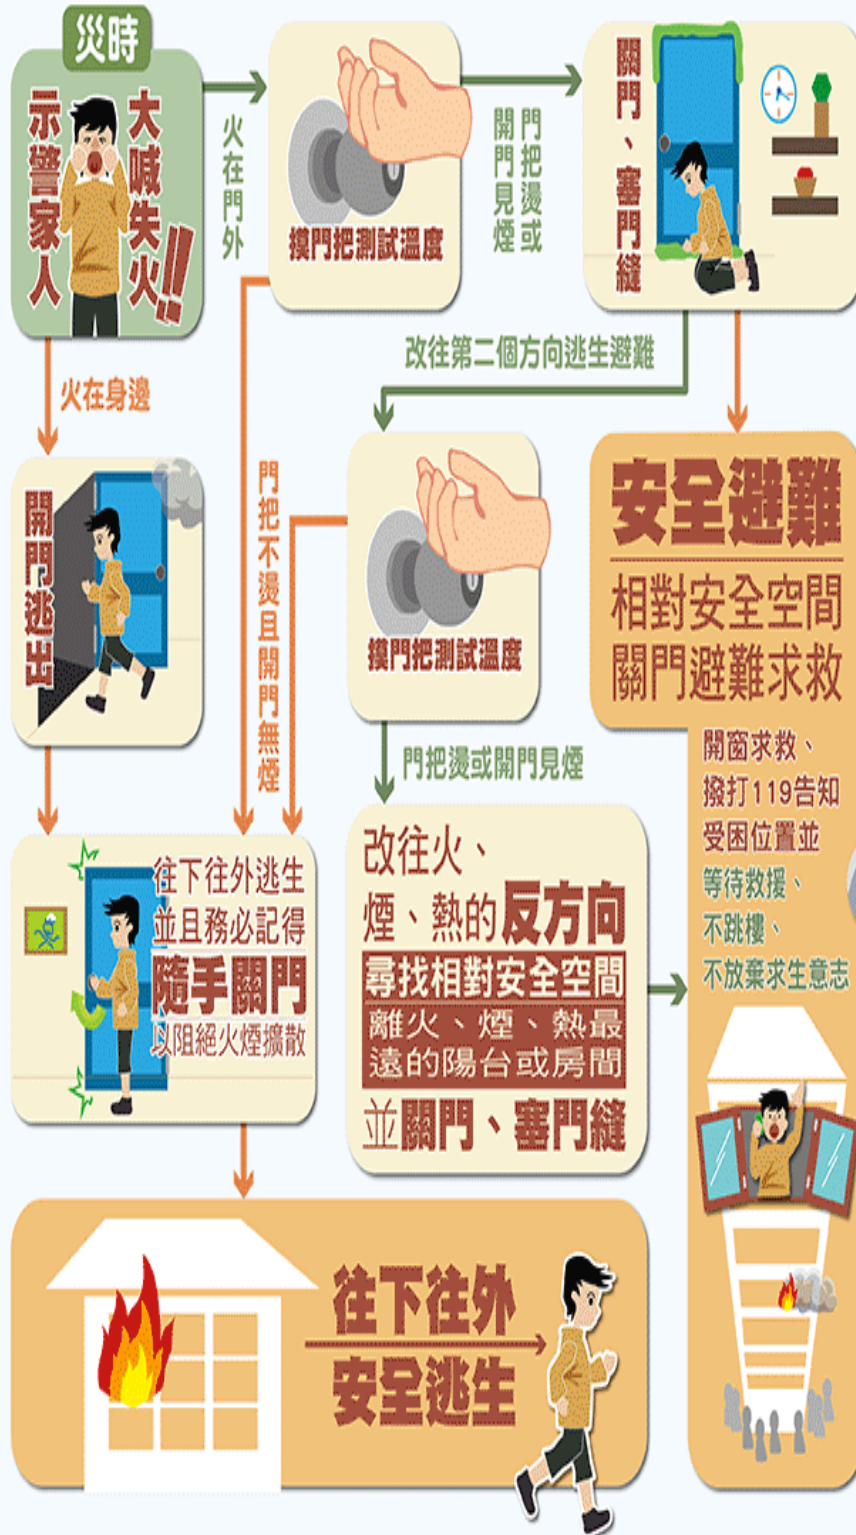 災時
大喊失火!!
示警家人
火在門外
摸門把測試溫度
門把燙或
開門見煙
關門、塞門縫
火在身邊
改往第二個方向逃生避難
開門逃出
門把不燙且開門無煙
摸門把測試溫度
安全避難
相對安全空間
關門避難求救
門把燙或開門見煙
開窗求救、
撥打119告知
受困位置並
等待救援、
不跳樓、
不放棄求生意志
往下往外逃生
並且務必記得
隨手關門
以阻絕火煙擴散
改往火、
煙、熱的反方向
尋找相對安全空間
離火、煙、熱最
遠的陽台或房間
並關門、塞門縫
往下往外
安全逃生